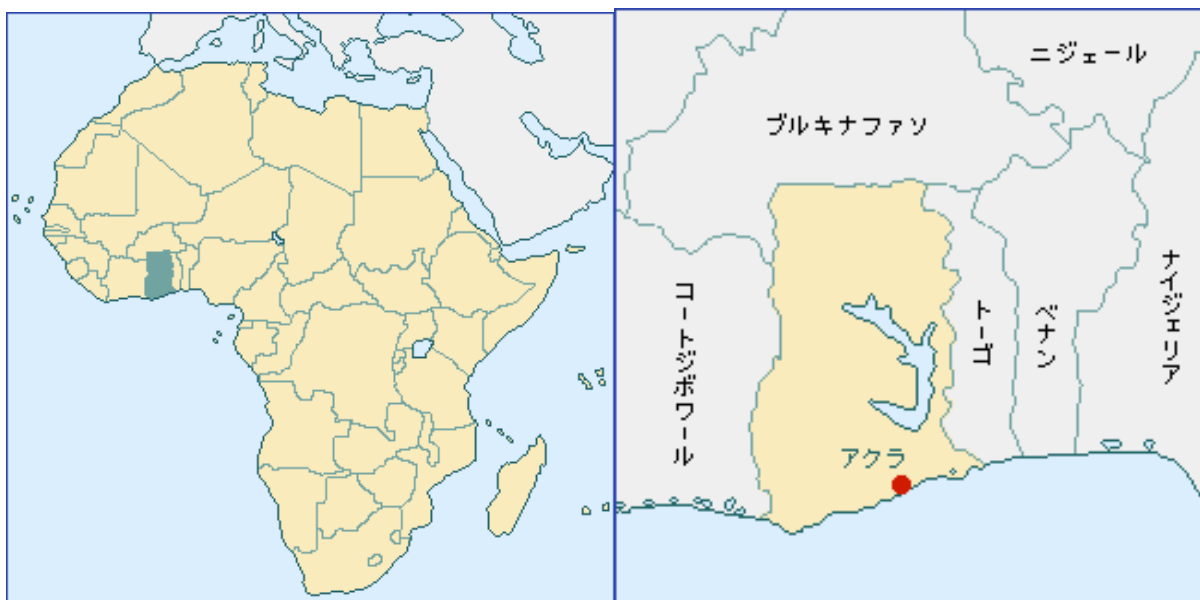 ニジェール
ブルキナファソ
コートジボワール
トーゴ
ベナン
ナイジェリア
アクラ